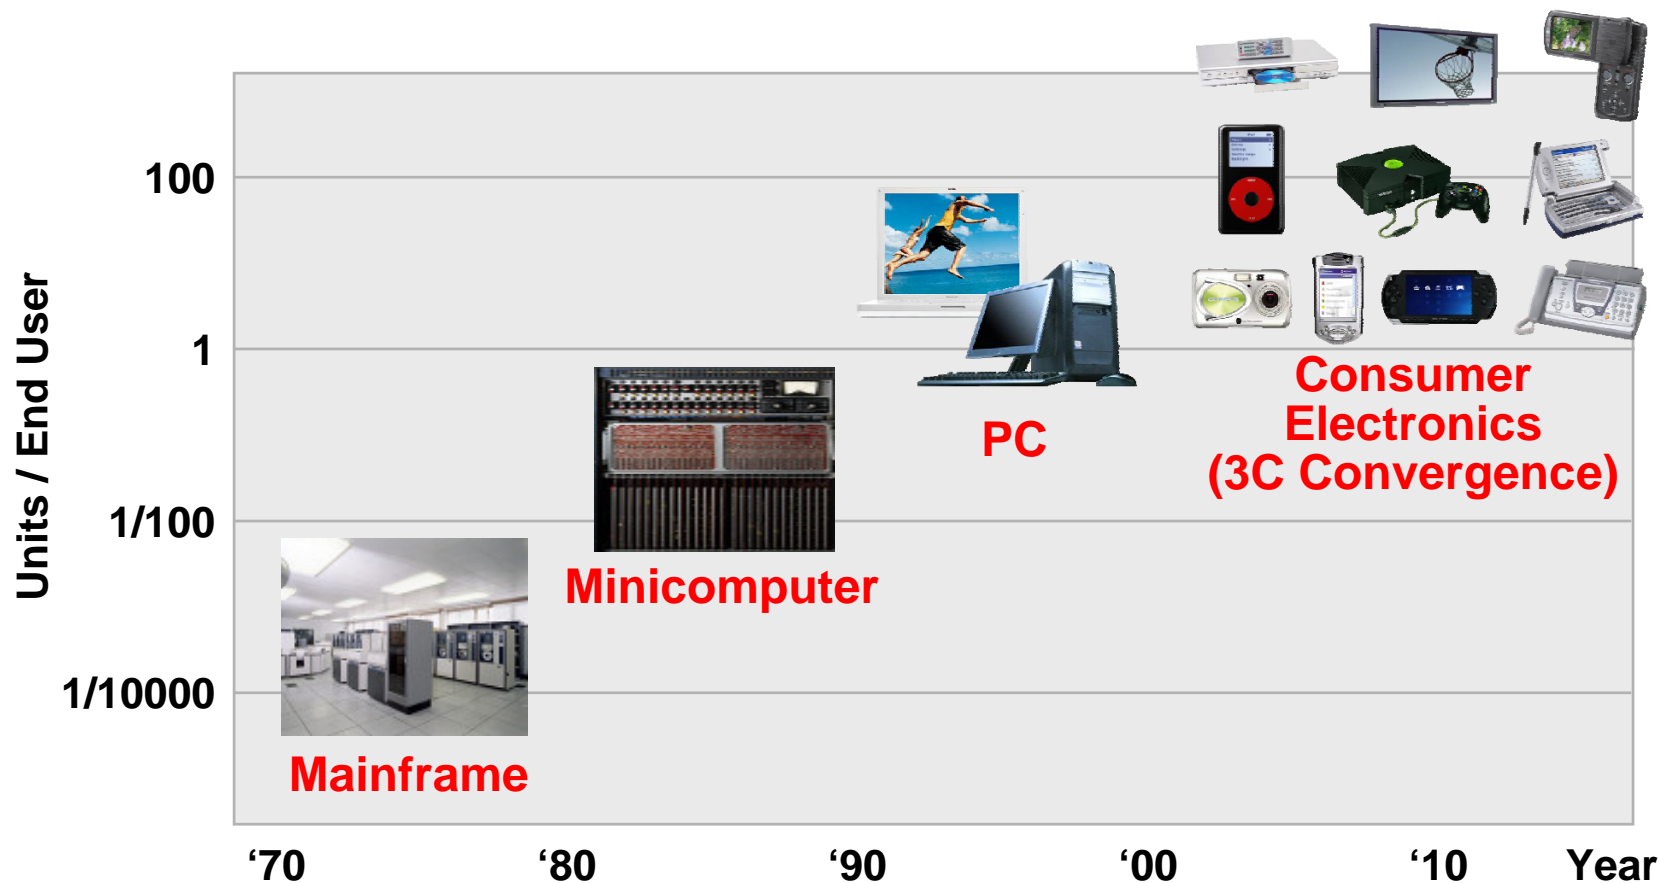 100
1
1/100
1/10000
Units / End User
Mainframe
Minicomputer
PC
Consumer
Electronics
(3C Convergence)
‘70
‘80
‘90
‘00
‘10
Year